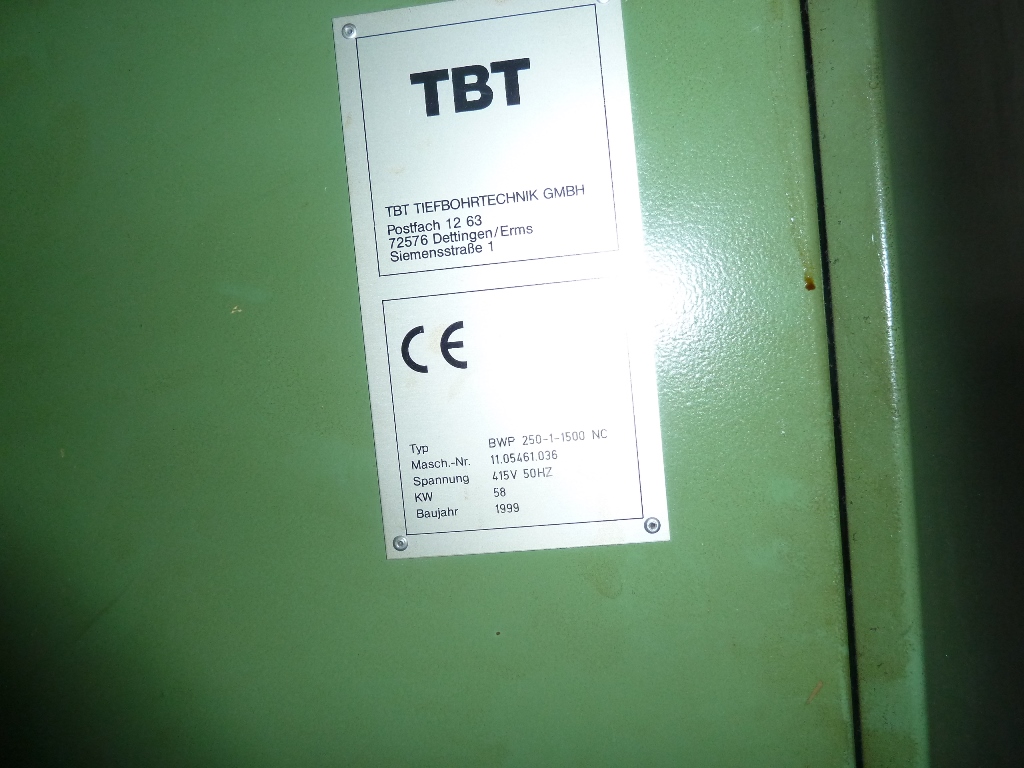 TBT
TBT TIEFBOHRTECHNIK GMBH
Postfach 12 63
72576 Dettingen/Erms
Siemensstraße 1
CE
Typ BWP 250-1-1500 NC
Masch.-Nr. 11.05461.036
Spannung 415V 50HZ
KW 58
Baujahr 1999